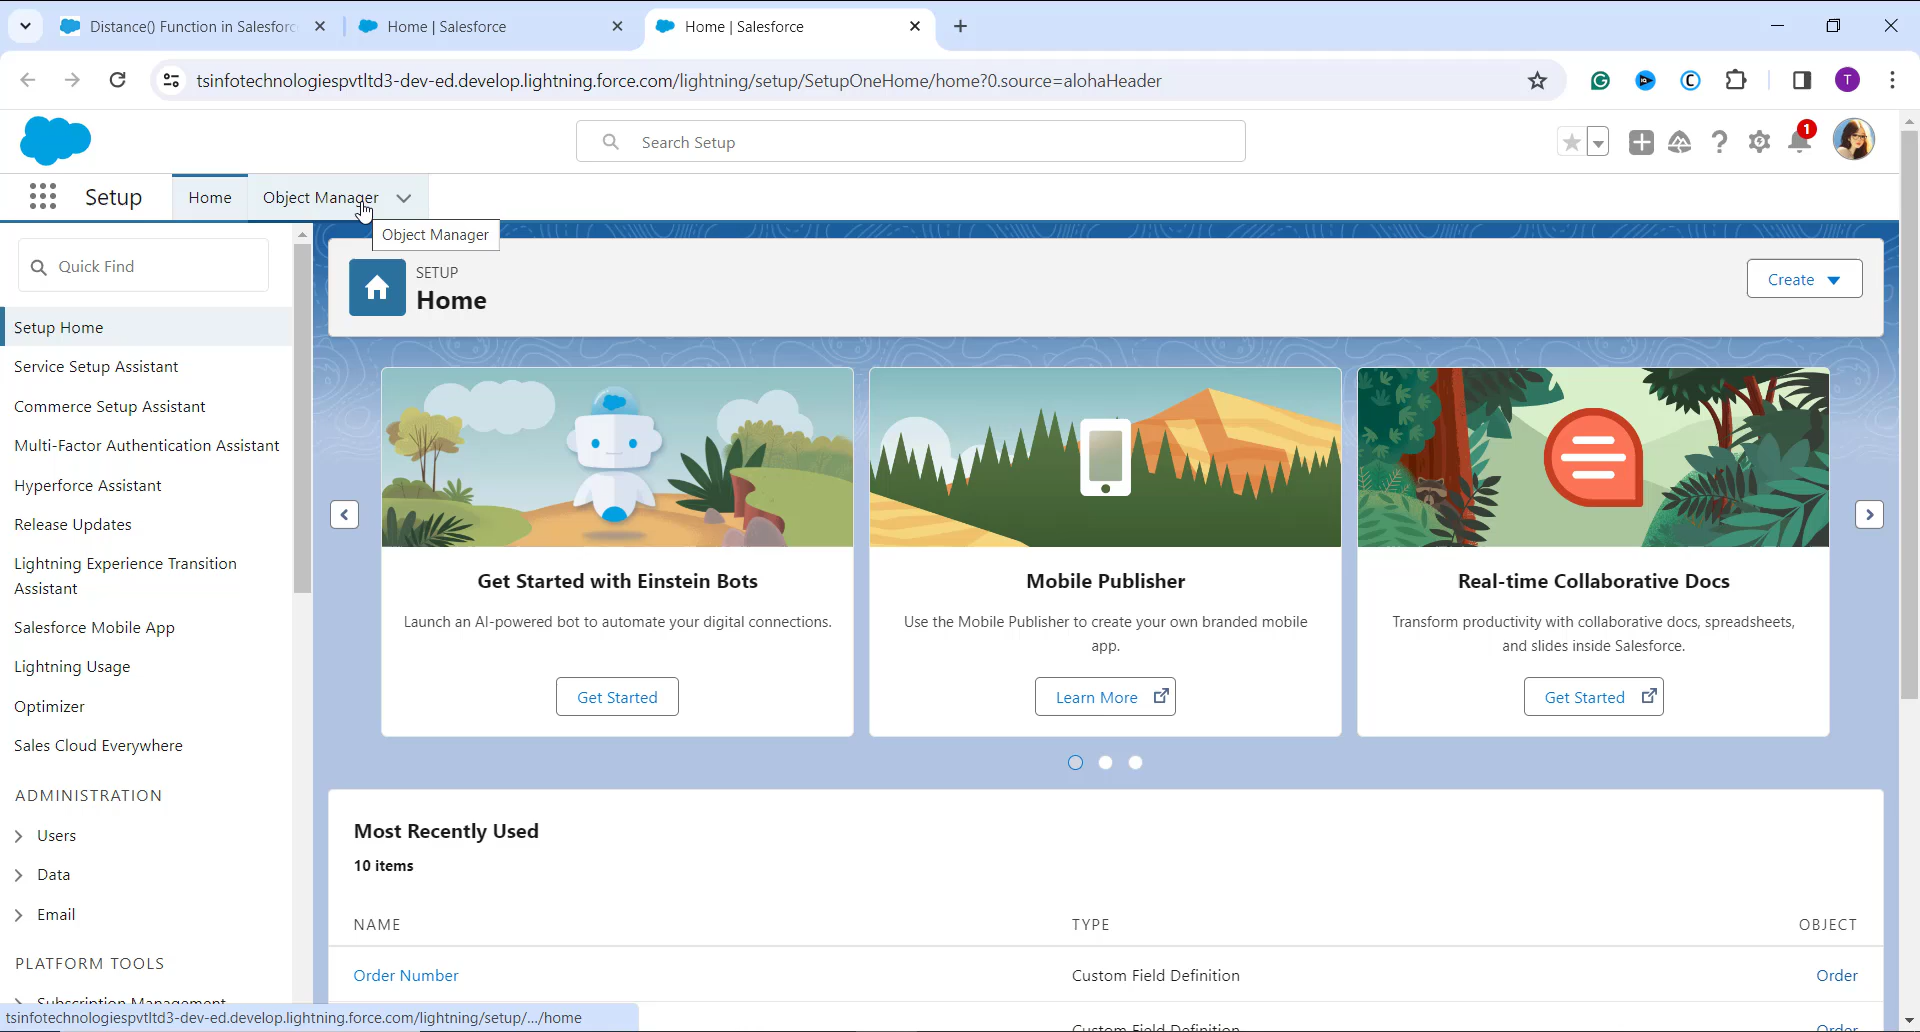 Distance() Function in Salesforc
Home | Salesforce
Home | Salesforce
tsinfotechnologiespvtltd3-dev-ed.develop.lightning.force.com/lightning/setup/SetupOneHome/home?0.source=alohaHeader
T
Search Setup
1
Setup
Home
Object Manager
Object Manager
Quick Find
SETUP
Home
Create
Setup Home
Service Setup Assistant
Commerce Setup Assistant
Multi-Factor Authentication Assistant
Hyperforce Assistant
Release Updates
Lightning Experience Transition
Assistant
Salesforce Mobile App
Lightning Usage
Optimizer
Sales Cloud Everywhere
ADMINISTRATION
Users
Data
Email
PLATFORM TOOLS
Subscription Management
Get Started with Einstein Bots
Launch an AI-powered bot to automate your digital connections.
Get Started
Mobile Publisher
Use the Mobile Publisher to create your own branded mobile
app.
Learn More
Real-time Collaborative Docs
Transform productivity with collaborative docs, spreadsheets,
and slides inside Salesforce.
Get Started
Most Recently Used
10 items
NAME TYPE OBJECT
Order Number Custom Field Definition Order
Custom Field Definition Order
tsinfotechnologiespvtltd3-dev-ed.develop.lightning.force.com/lightning/setup/.../home